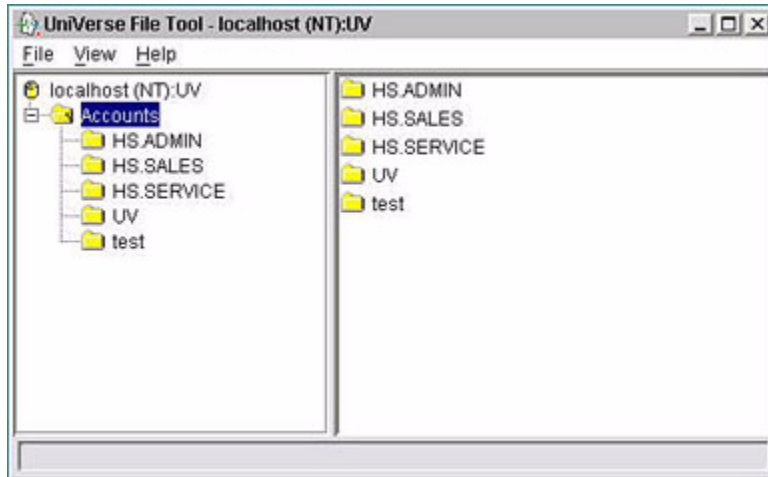 UniVerse File Tool - localhost (NT):UV
File View Help
localhost (NT):UV
Accounts
HS.ADMIN
HS.SALES
HS.SERVICE
UV
test
HS.ADMIN
HS.SALES
HS.SERVICE
UV
test